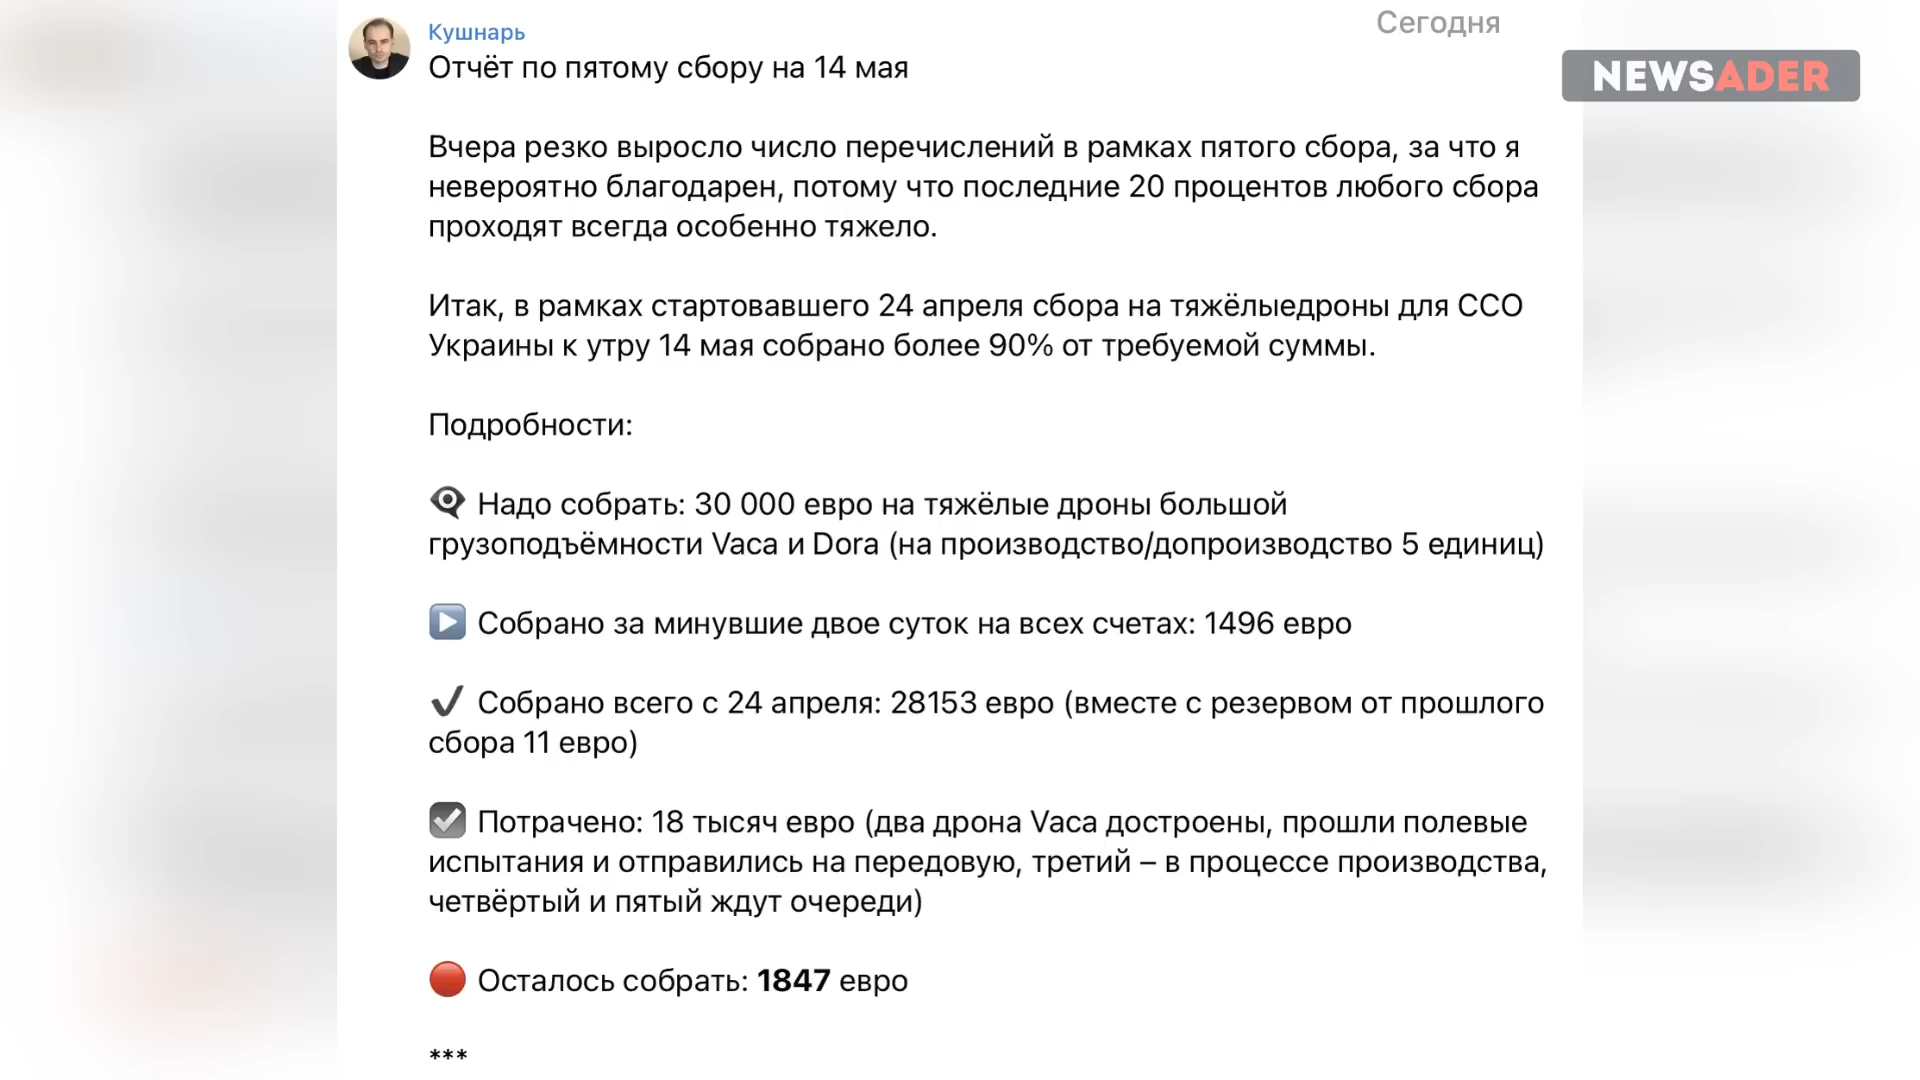 Кушнарь
Сегодня
NEWSADER
Отчёт по пятому сбору на 14 мая
Вчера резко выросло число перечислений в рамках пятого сбора, за что я
невероятно благодарен, потому что последние 20 процентов любого сбора
проходят всегда особенно тяжело.
Итак, в рамках стартовавшего 24 апреля сбора на тяжёлыедроны для ССО
Украины к утру 14 мая собрано более 90% от требуемой суммы.
Подробности:
Надо собрать: 30 000 евро на тяжёлые дроны большой
грузоподъёмности Vaca и Dora (на производство/допроизводство 5 единиц)
Собрано за минувшие двое суток на всех счетах: 1496 евро
Собрано всего с 24 апреля: 28153 евро (вместе с резервом от прошлого
сбора 11 евро)
Потрачено: 18 тысяч евро (два дрона Vaca достроены, прошли полевые
испытания и отправились на передовую, третий – в процессе производства,
четвёртый и пятый ждут очереди)
Осталось собрать: 1847 евро
***